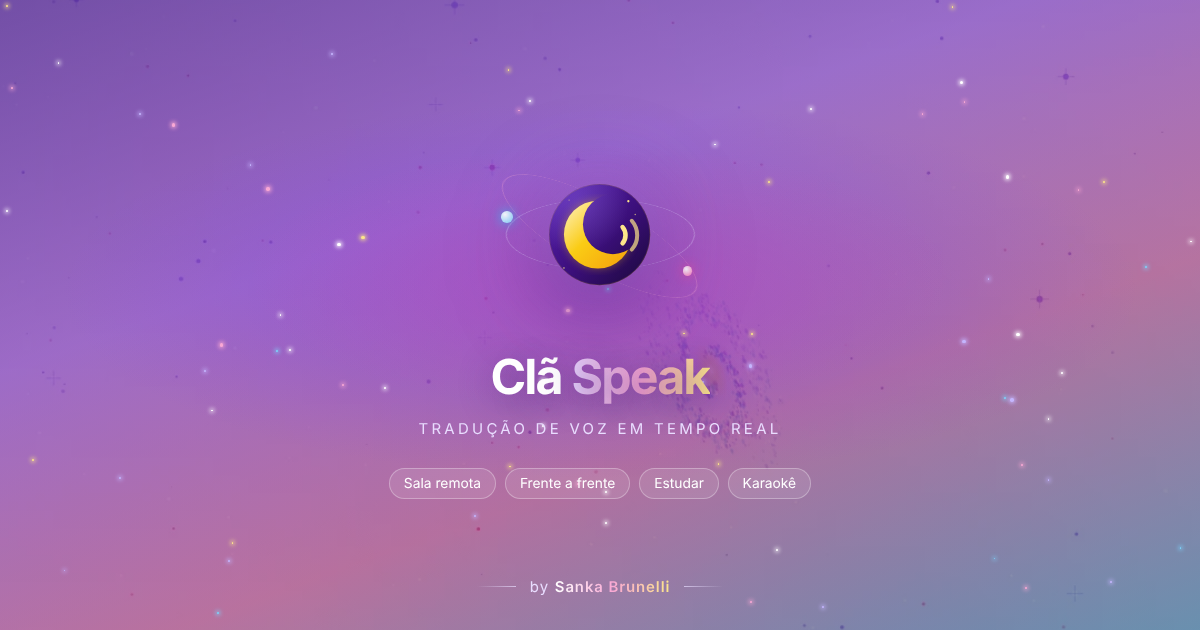 Clã Speak
TRADUÇÃO DE VOZ EM TEMPO REAL
Sala remota Frente a frente Estudar Karaokê
by Sanka Brunelli